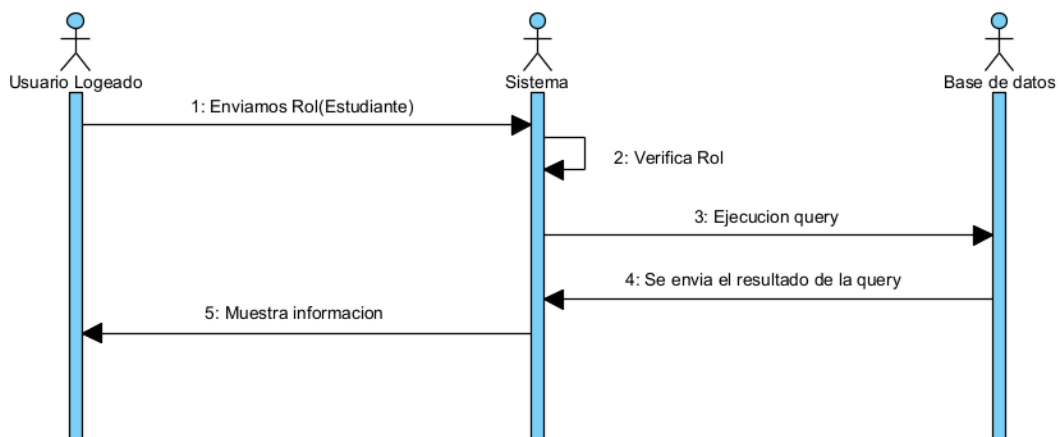 Usuario Logeado
Sistema
Base de datos
1: Enviamos Rol(Estudiante)
2: Verifica Rol
3: Ejecucion query
4: Se envia el resultado de la query
5: Muestra informacion